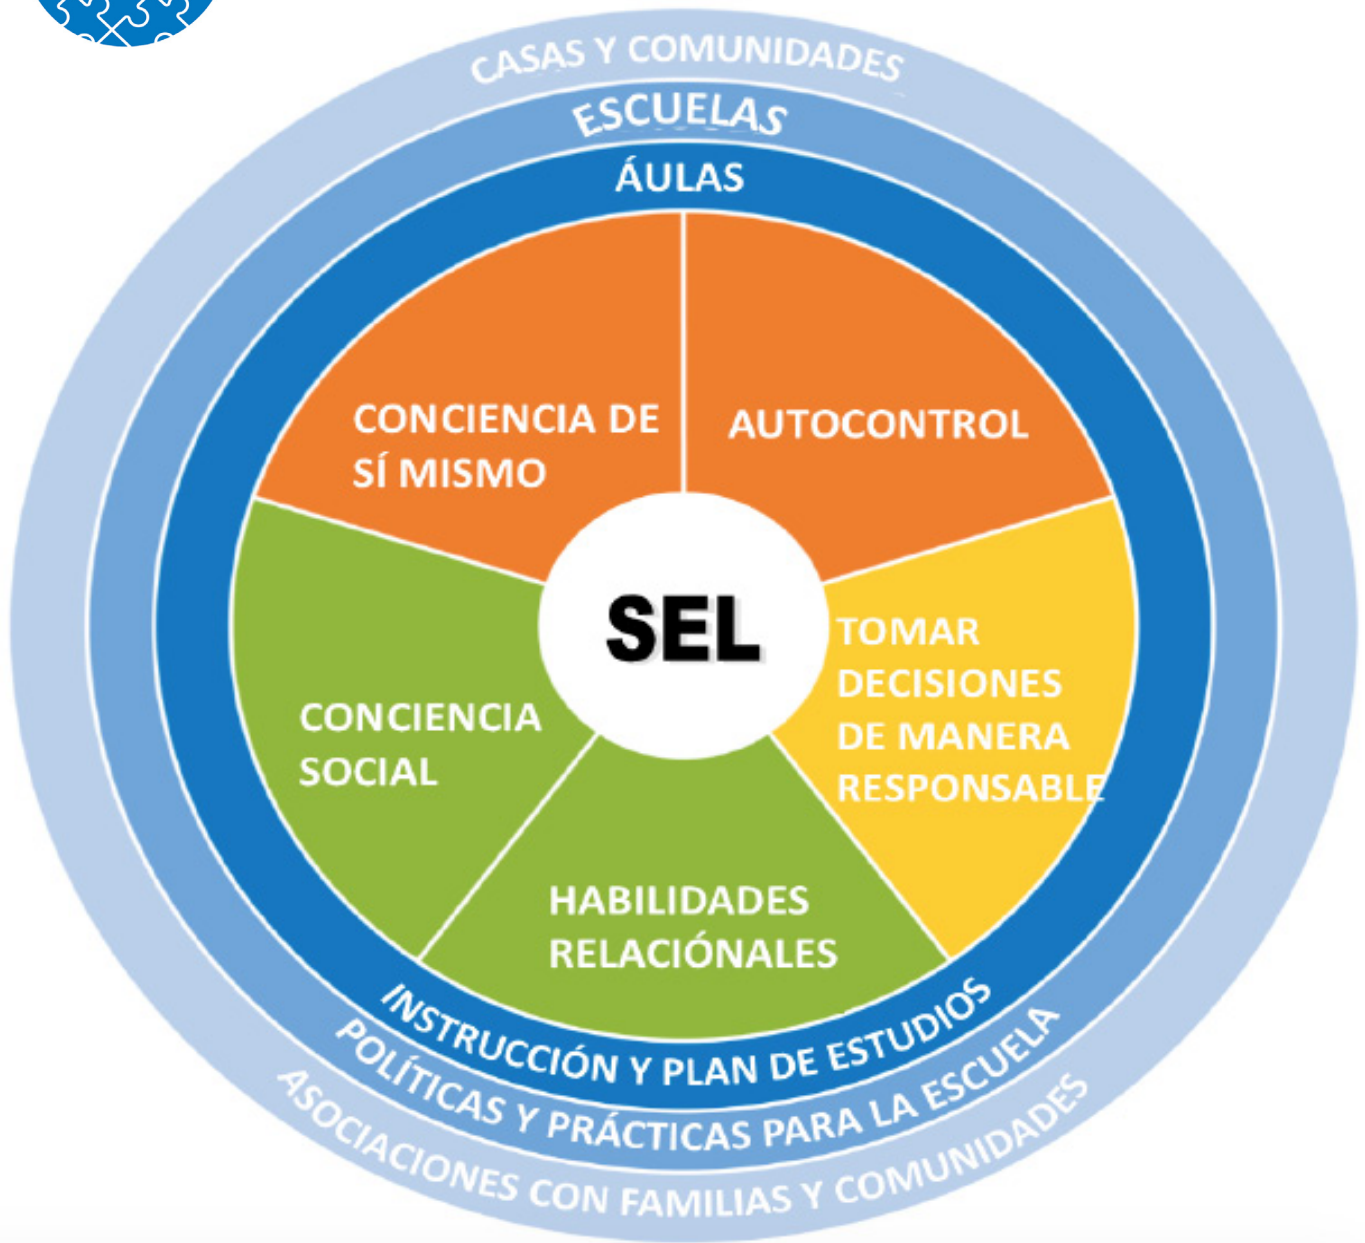 CASAS Y COMUNIDADES
ESCUELAS
ÁULAS
CONCIENCIA DE
SÍ MISMO
AUTOCONTROL
SEL
TOMAR
DECISIONES
DE MANERA
RESPONSABLE
CONCIENCIA
SOCIAL
HABILIDADES
RELACIÓNALES
INSTRUCCIÓN Y PLAN DE ESTUDIOS
POLÍTICAS Y PRÁCTICAS PARA LA ESCUELA
ASOCIACIONES CON FAMILIAS Y COMUNIDADES